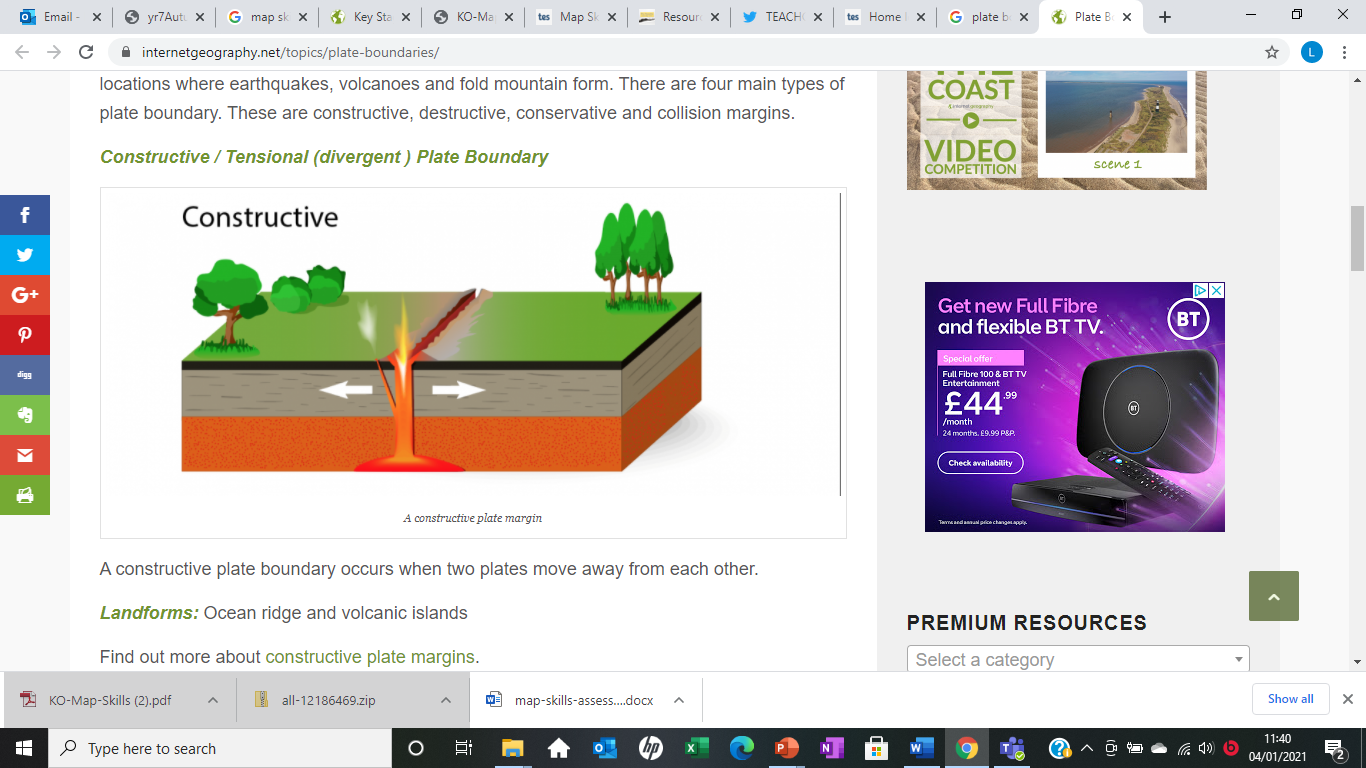 Email -
yr7Autu
map sk
Key Sta
KO-Ma
tes Map Sk
Resour
TEACH
tes Home
plate b
Plate B
internetgeography.net/topics/plate-boundaries/
L
locations where earthquakes, volcanoes and fold mountain form. There are four main types of
plate boundary. These are constructive, destructive, conservative and collision margins.
Constructive / Tensional (divergent ) Plate Boundary
Constructive
A constructive plate margin
A constructive plate boundary occurs when two plates move away from each other.
Landforms: Ocean ridge and volcanic islands
Find out more about constructive plate margins.
f
G+
digg
COAST
VIDEO
COMPETITION
scene 1
Get new Full Fibre
and flexible BT TV.
BT
Special offer
Full Fibre 100 & BT TV
Entertainment
£44.99
/month
24 months. £9.99 P&P.
Check availability
Terms and annual price changes apply.
PREMIUM RESOURCES
Select a category
KO-Map-Skills (2).pdf
all-12186469.zip
map-skills-assess....docx
Show all
Type here to search
11:40
04/01/2021
2